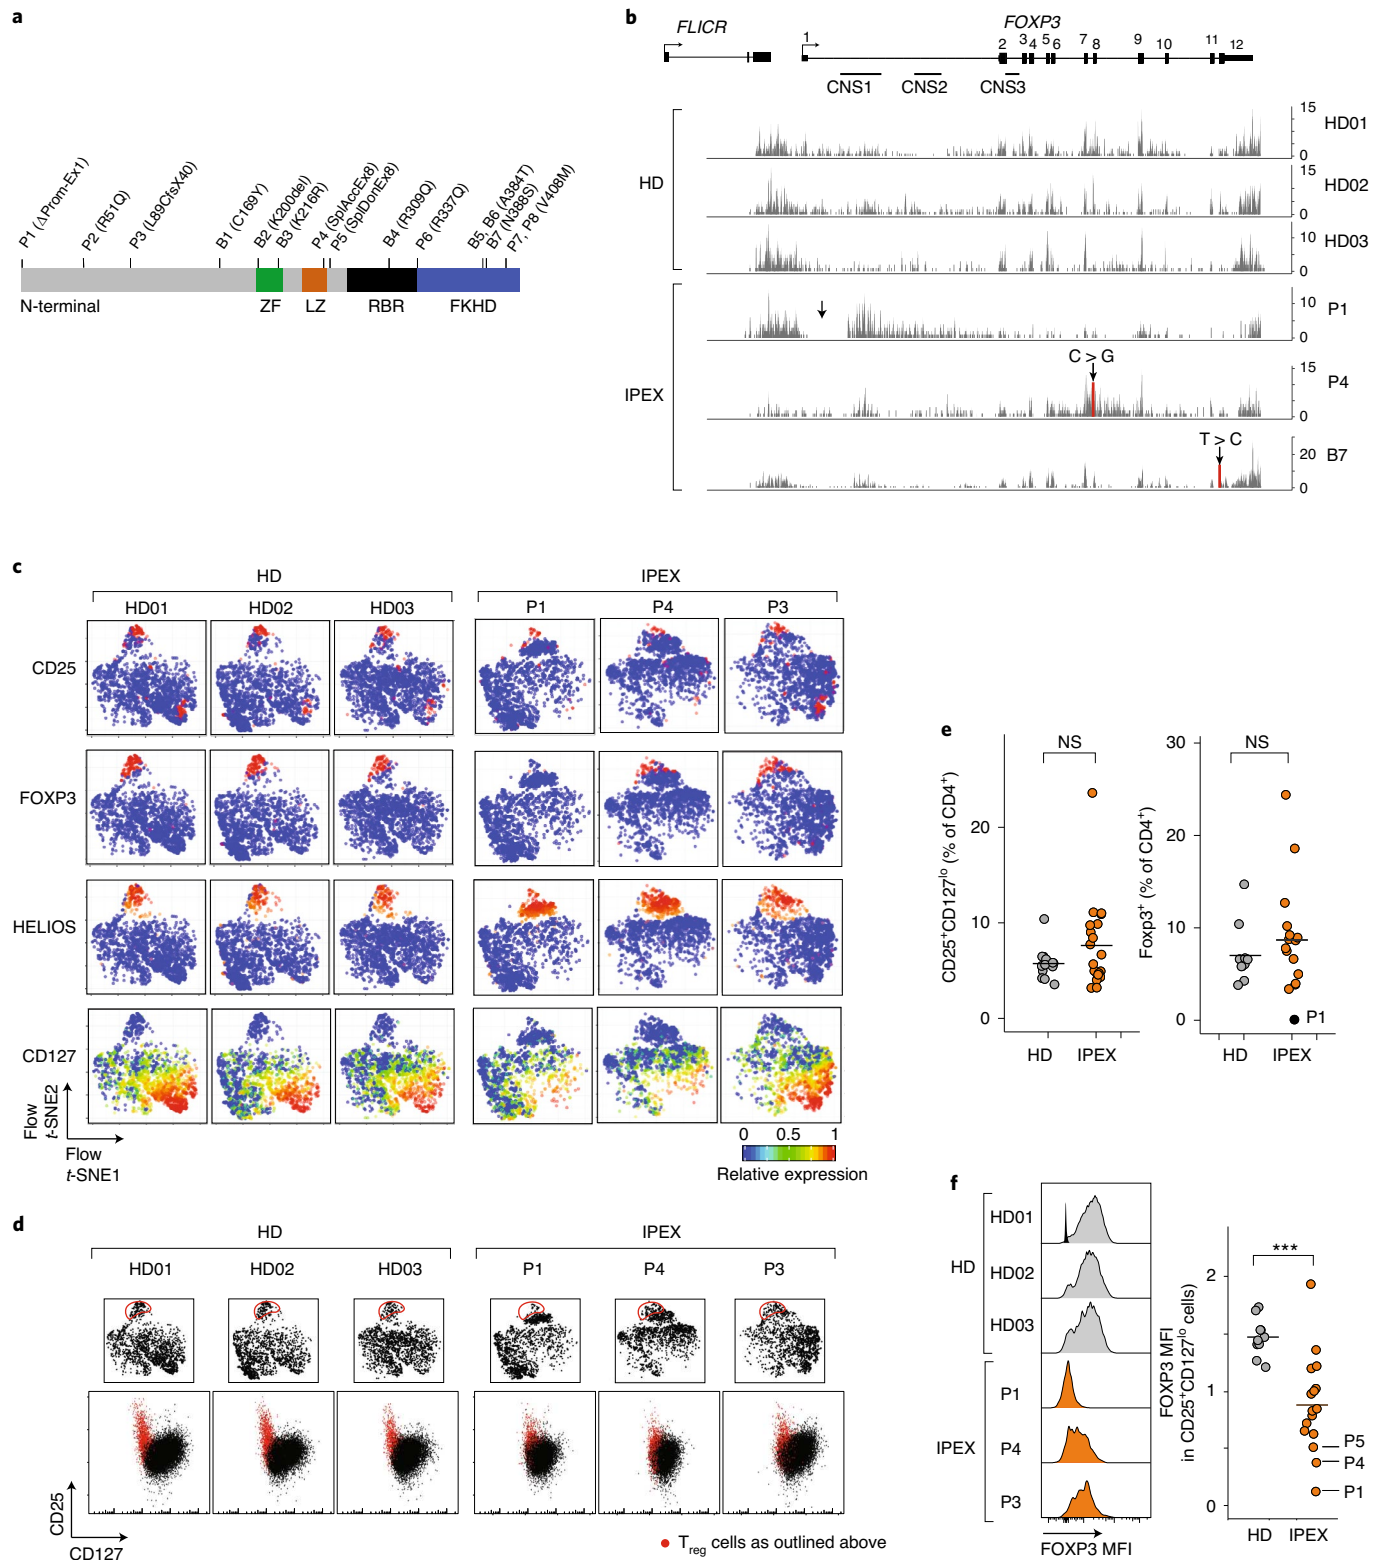 a
P1 (ΔProm-Ex1)
P2 (R51Q)
P3 (L89CfsX40)
B1 (C169Y)
B2 (K200del)
B3 (K216R)
P4 (SplAccEx8)
P5 (SplDonEx8)
B4 (R309Q)
P6 (R337Q)
B5, B6 (A384T)
B7 (N388S)
P7, P8 (V408M)
N-terminal ZF LZ RBR FKHD
b
FLICR FOXP3
1 2 3 4 5 6 7 8 9 10 11 12
CNS1 CNS2 CNS3
HD
15
0
HD01
15
0
HD02
10
0
HD03
IPEX
10
0
P1
C > G
15
0
P4
T > C
20
0
B7
c
HD IPEX
HD01 HD02 HD03 P1 P4 P3
CD25
FOXP3
HELIOS
CD127
Flow
t-SNE2
Flow
t-SNE1
0 0.5 1
Relative expression
d
HD IPEX
HD01 HD02 HD03 P1 P4 P3
CD25
CD127
Treg cells as outlined above
e
CD25+CD127lo (% of CD4+)
20
10
0
NS
HD IPEX
Foxp3+ (% of CD4+)
30
20
10
0
NS
P1
HD IPEX
f
HD
HD01
HD02
HD03
IPEX
P1
P4
P3
FOXP3 MFI
FOXP3 MFI
in CD25+CD127lo cells)
2
1
0
***
P5
P4
P1
HD IPEX